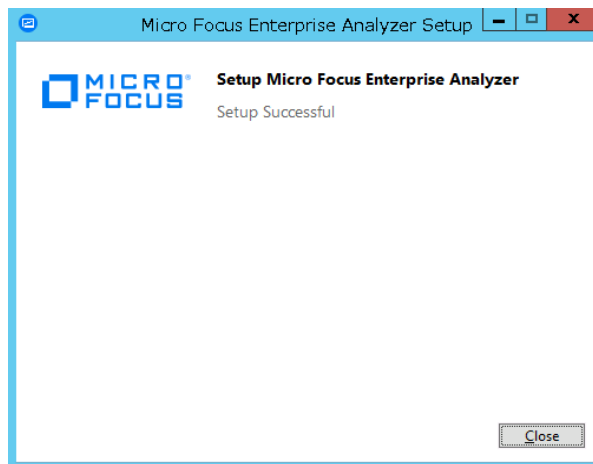 Micro Focus Enterprise Analyzer Setup
MICRO®
FOCUS
Setup Micro Focus Enterprise Analyzer
Setup Successful
Close